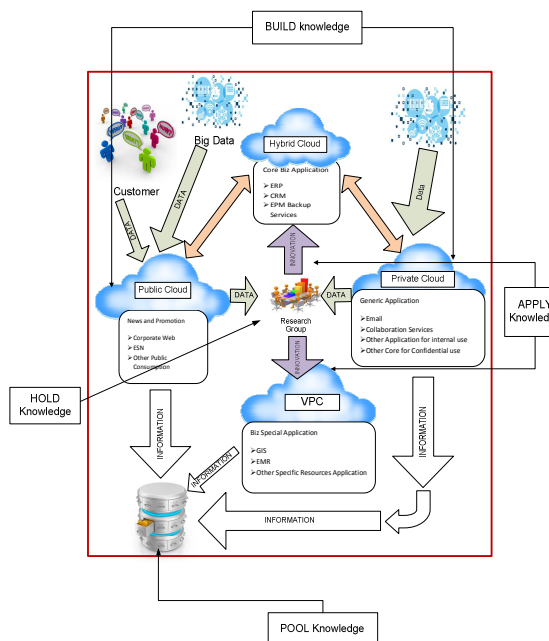 BUILD knowledge
Big Data
Customer
Hybrid Cloud
Core Biz Application
ERP
CRM
EPM Backup
Services
DATA
DATA
Data
INNOVATION
Public Cloud
Private Cloud
DATA
DATA
News and Promotion
Corporate Web
ESN
Other Public
Consumption
Research
Group
Generic Application
Email
Collaboration Services
Other Application for Internal use
Other Core for Confidential use
APPLY
Knowledge
HOLD
Knowledge
INNOVATION
VPC
Biz Special Application
GIS
EMR
Other Specific Resources Application
INFORMATION
INFORMATION
INFORMATION
INFORMATION
POOL Knowledge